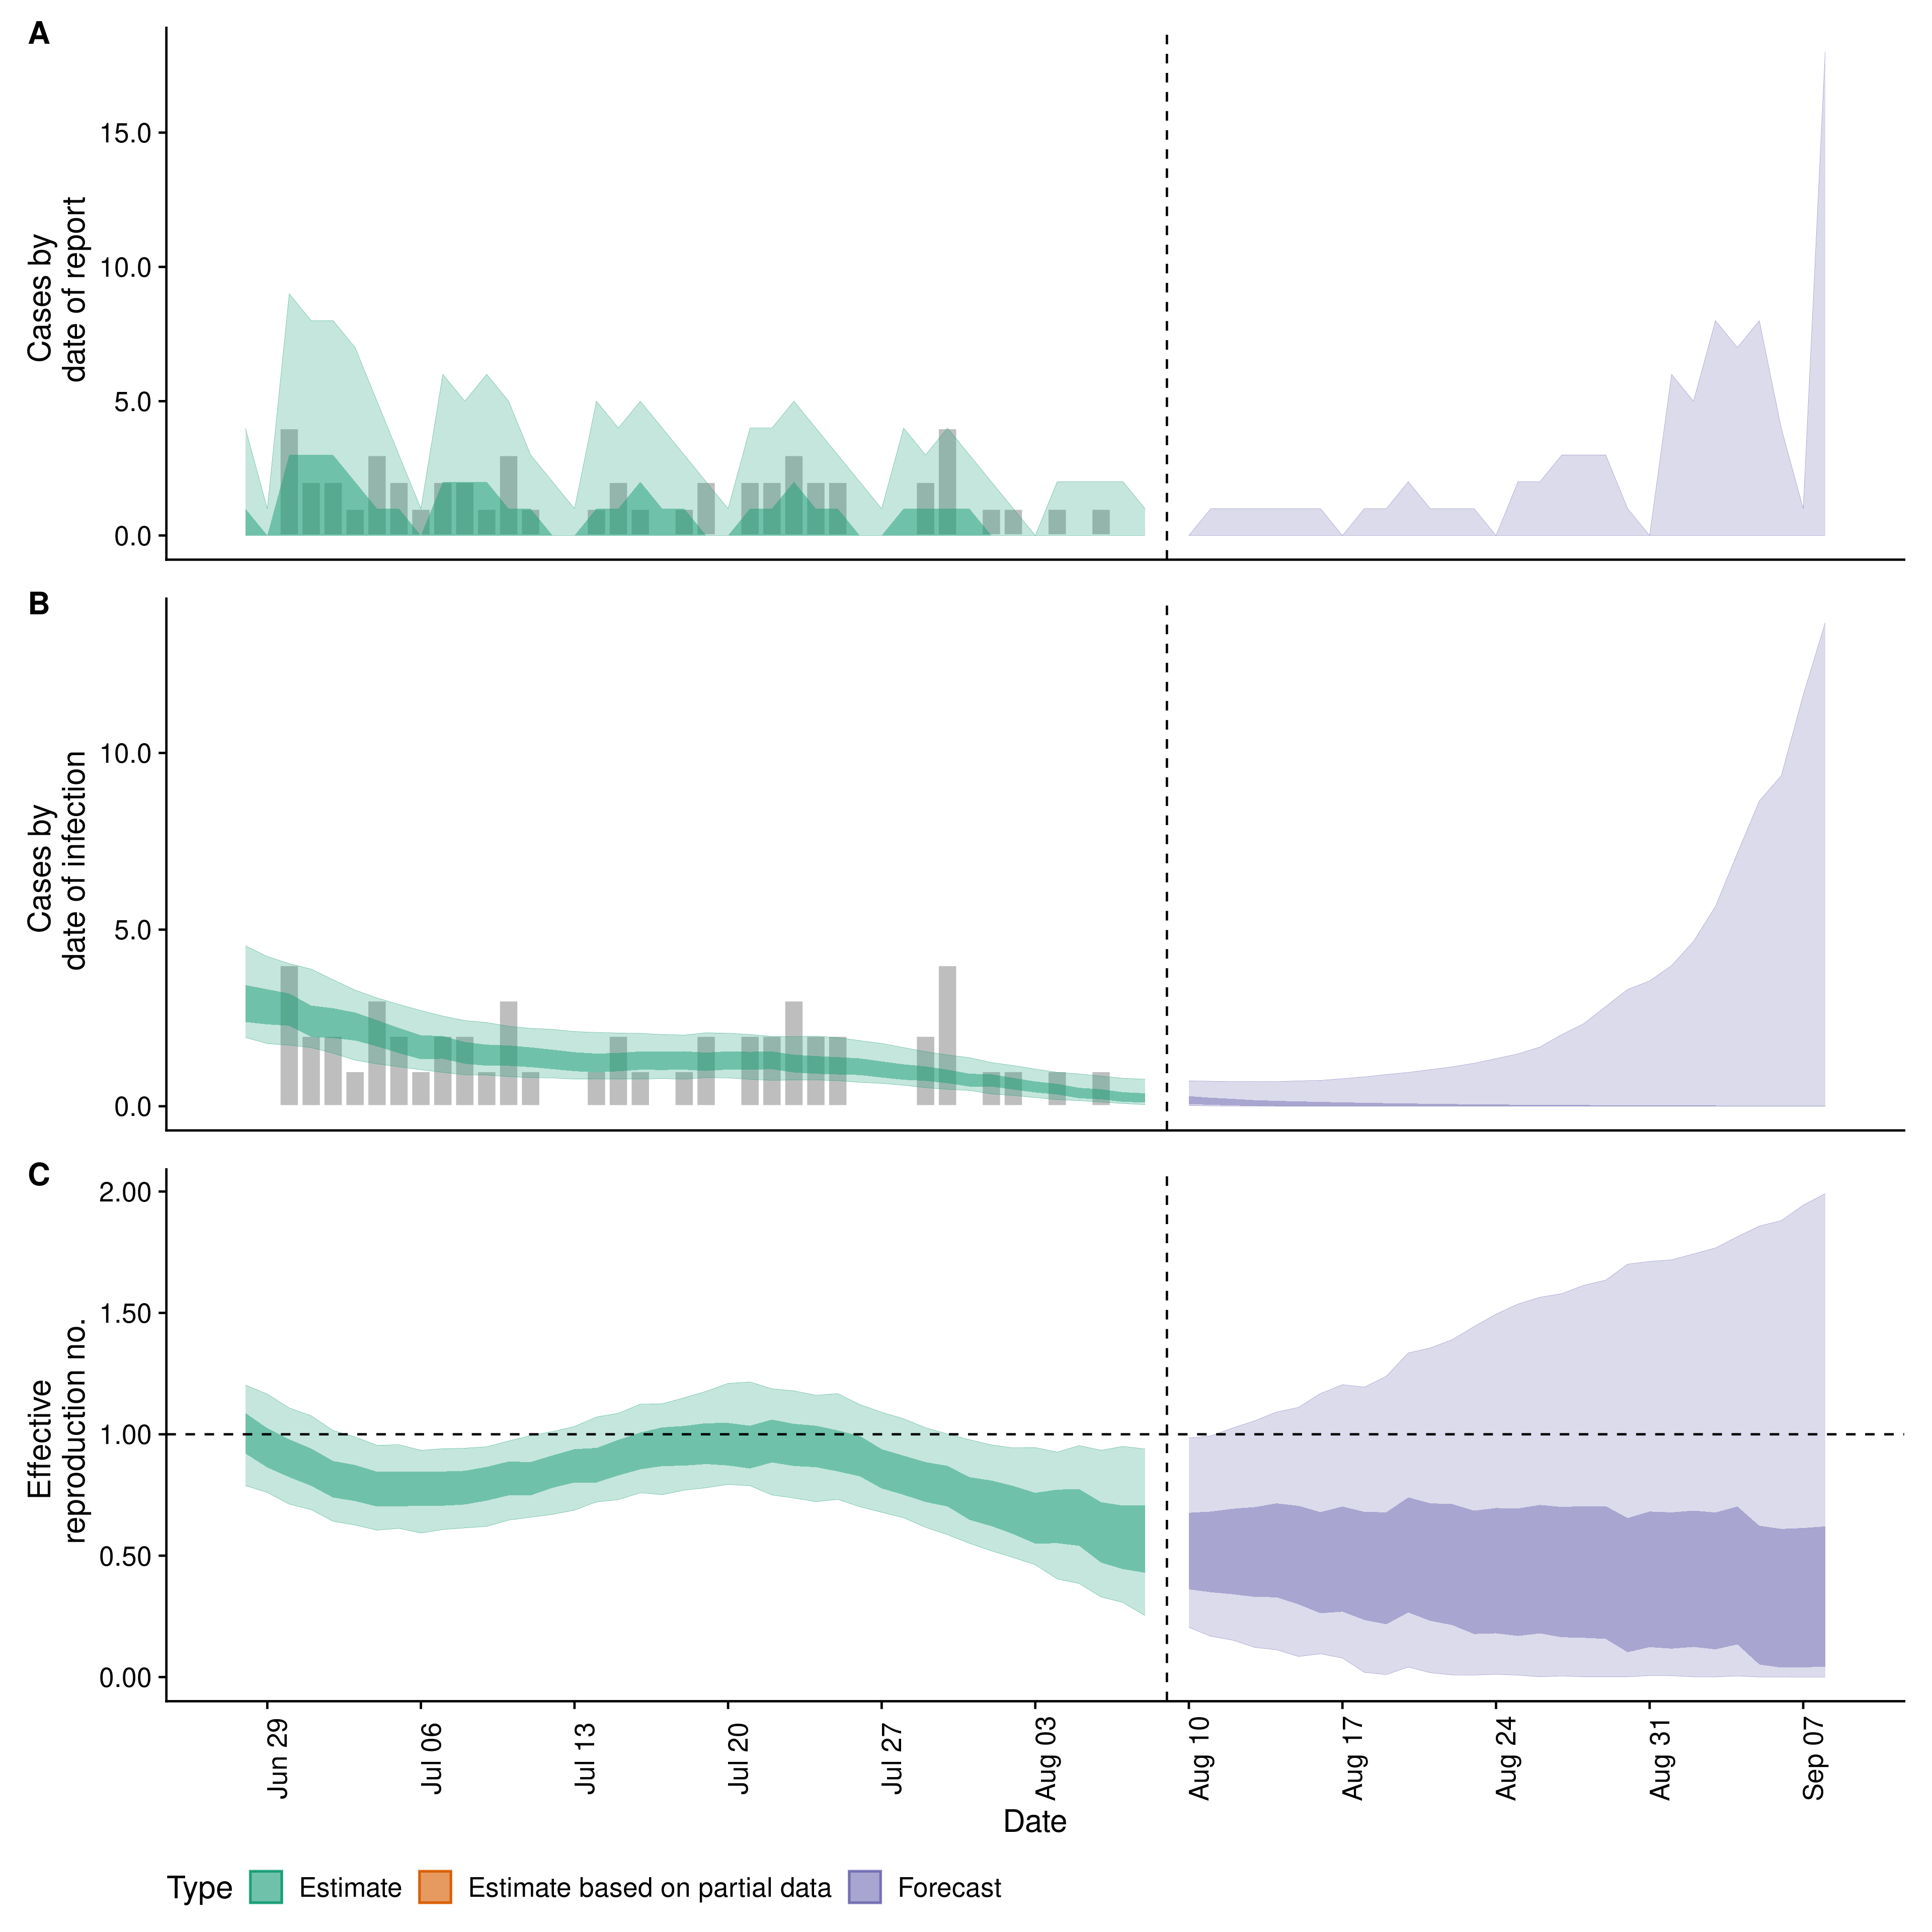 A
Cases by
date of report
15.0
10.0
5.0
0.0
B
Cases by
date of infection
10.0
5.0
0.0
C
Effective
reproduction no.
2.00
1.50
1.00
0.50
0.00
Jun 29
Jul 06
Jul 13
Jul 20
Jul 27
Aug 03
Aug 10
Aug 17
Aug 24
Aug 31
Sep 07
Date
Type Estimate Estimate based on partial data Forecast